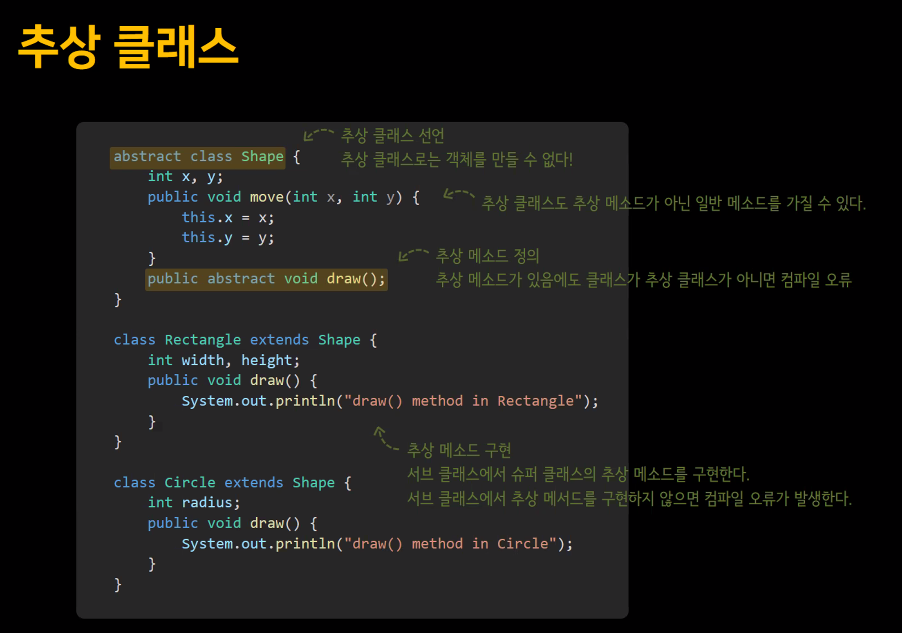 추상 클래스
추상 클래스 선언
abstract class Shape {
추상 클래스로는 객체를 만들 수 없다!
int x, y;
public void move(int x, int y) {
추상 클래스도 추상 메소드가 아닌 일반 메소드를 가질 수 있다.
this.x = x;
this.y = y;
}
추상 메소드 정의
public abstract void draw();
추상 메소드가 있음에도 클래스가 추상 클래스가 아니면 컴파일 오류
}
class Rectangle extends Shape {
int width, height;
public void draw() {
System.out.println("draw() method in Rectangle");
}
}
추상 메소드 구현
서브 클래스에서 슈퍼 클래스의 추상 메소드를 구현한다.
서브 클래스에서 추상 메서드를 구현하지 않으면 컴파일 오류가 발생한다.
class Circle extends Shape {
int radius;
public void draw() {
System.out.println("draw() method in Circle");
}
}